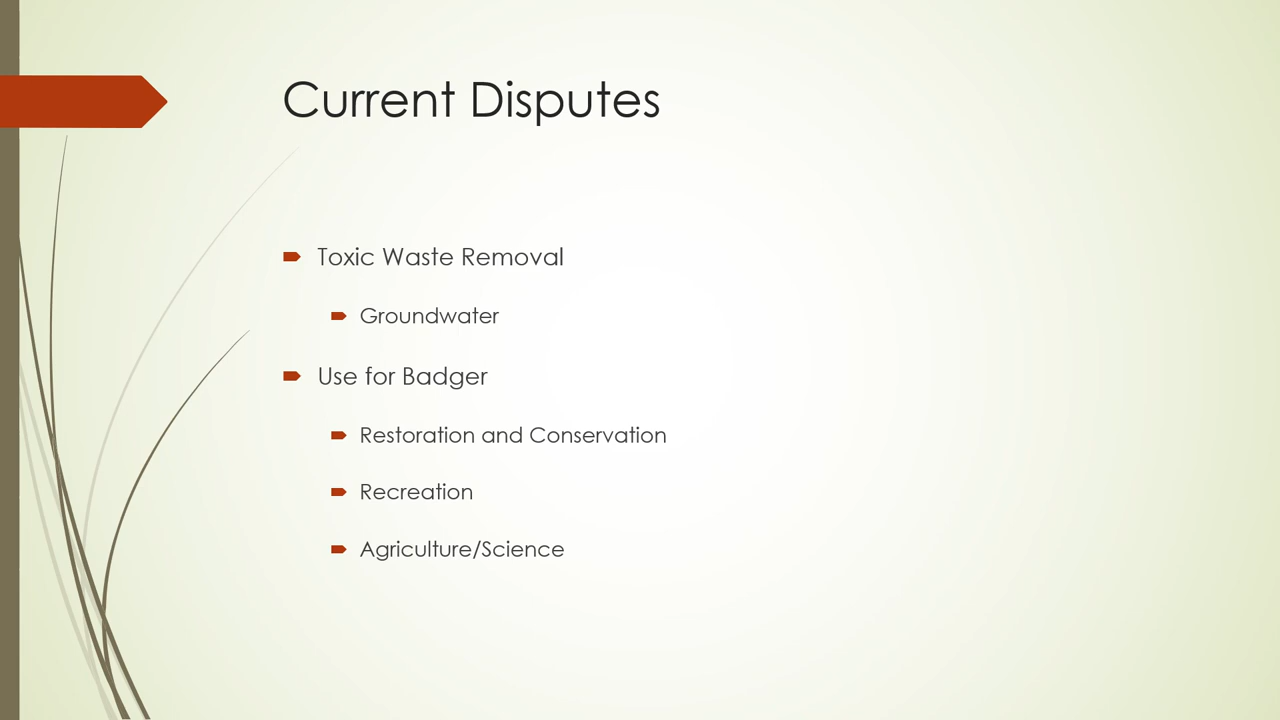 Current Disputes
Toxic Waste Removal
Groundwater
Use for Badger
Restoration and Conservation
Recreation
Agriculture/Science